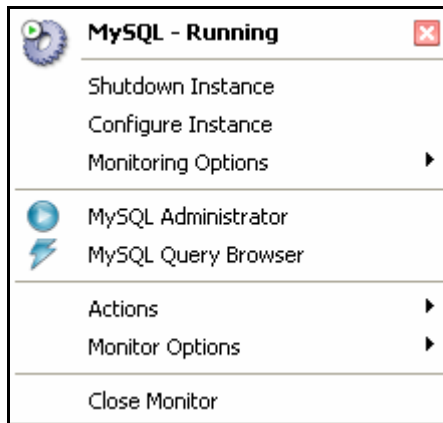 MySQL - Running
Shutdown Instance
Configure Instance
Monitoring Options
MySQL Administrator
MySQL Query Browser
Actions
Monitor Options
Close Monitor